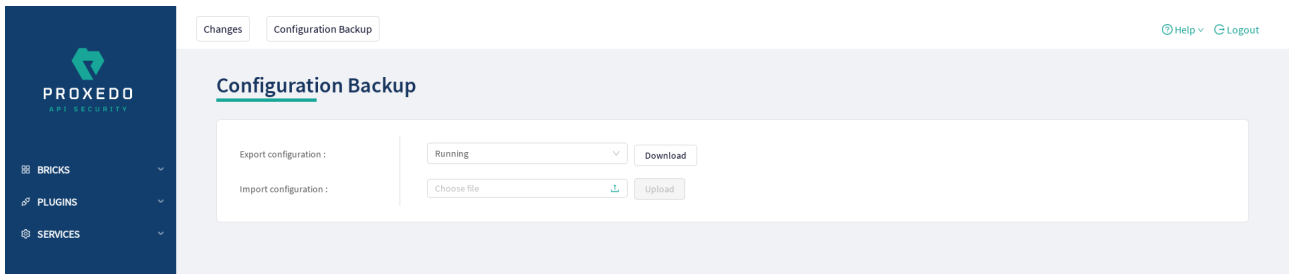 Changes
Configuration Backup
Help
Logout
PROXEDO
API SECURITY
BRICKS
PLUGINS
SERVICES
Configuration Backup
Export configuration :
Running
Download
Import configuration :
Choose file
Upload